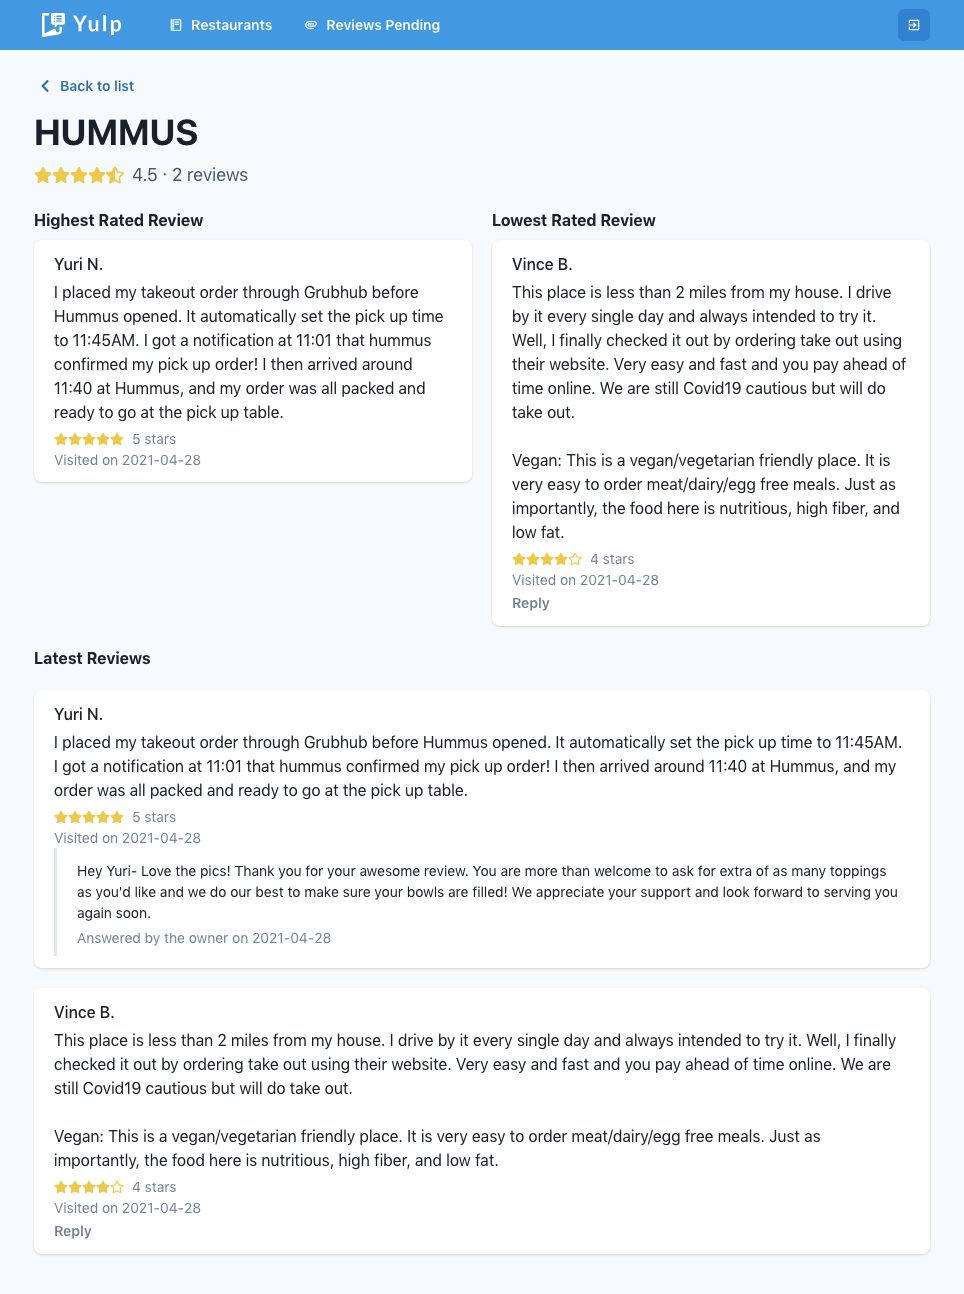 Yulp
Restaurants
Reviews Pending
Back to list
HUMMUS
4.5 · 2 reviews
Highest Rated Review
Yuri N.
I placed my takeout order through Grubhub before
Hummus opened. It automatically set the pick up time
to 11:45AM. I got a notification at 11:01 that hummus
confirmed my pick up order! I then arrived around
11:40 at Hummus, and my order was all packed and
ready to go at the pick up table.
5 stars
Visited on 2021-04-28
Lowest Rated Review
Vince B.
This place is less than 2 miles from my house. I drive
by it every single day and always intended to try it.
Well, I finally checked it out by ordering take out using
their website. Very easy and fast and you pay ahead of
time online. We are still Covid19 cautious but will do
take out.
Vegan: This is a vegan/vegetarian friendly place. It is
very easy to order meat/dairy/egg free meals. Just as
importantly, the food here is nutritious, high fiber, and
low fat.
4 stars
Visited on 2021-04-28
Reply
Latest Reviews
Yuri N.
I placed my takeout order through Grubhub before Hummus opened. It automatically set the pick up time to 11:45AM.
I got a notification at 11:01 that hummus confirmed my pick up order! I then arrived around 11:40 at Hummus, and my
order was all packed and ready to go at the pick up table.
5 stars
Visited on 2021-04-28
Hey Yuri- Love the pics! Thank you for your awesome review. You are more than welcome to ask for extra of as many toppings
as you'd like and we do our best to make sure your bowls are filled! We appreciate your support and look forward to serving you
again soon.
Answered by the owner on 2021-04-28
Vince B.
This place is less than 2 miles from my house. I drive by it every single day and always intended to try it. Well, I finally
checked it out by ordering take out using their website. Very easy and fast and you pay ahead of time online. We are
still Covid19 cautious but will do take out.
Vegan: This is a vegan/vegetarian friendly place. It is very easy to order meat/dairy/egg free meals. Just as
importantly, the food here is nutritious, high fiber, and low fat.
4 stars
Visited on 2021-04-28
Reply